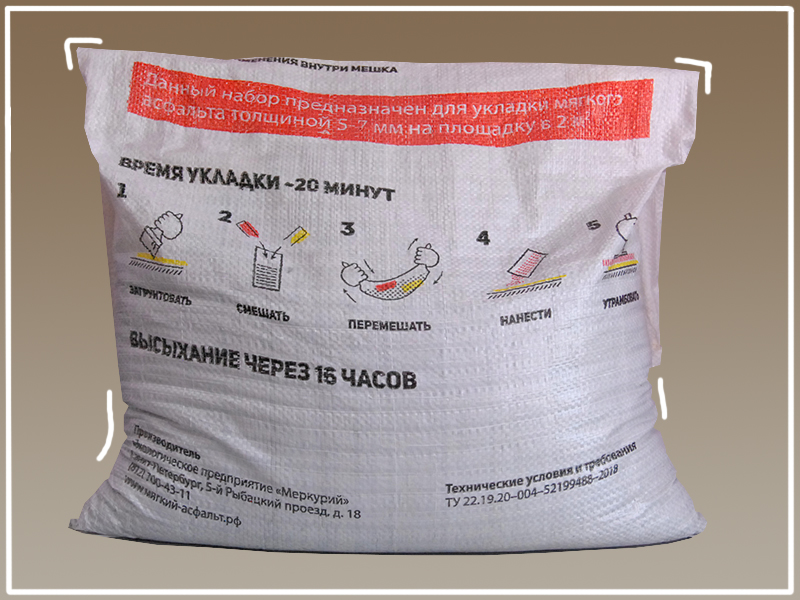 ВНУТРИ МЕШКА
Данный набор предназначен для укладки мягкого
асфальта толщиной 5-7 мм на площадку в 2 м²
ВРЕМЯ УКЛАДКИ ~20 МИНУТ
1
2
3
4
5
ЗАГРУНТОВАТЬ
СМЕШАТЬ
ПЕРЕМЕШАТЬ
НАНЕСТИ
УТРАМБОВАТЬ
ВЫСЫХАНИЕ ЧЕРЕЗ 16 ЧАСОВ
Производитель
Экологическое предприятие «Меркурий»
Санкт-Петербург, 5-й Рыбацкий проезд, д. 18
(812) 700-43-11
www.мягкий-асфальт.рф
Технические условия и требования
ТУ 22.19.20–004–52199488–2018